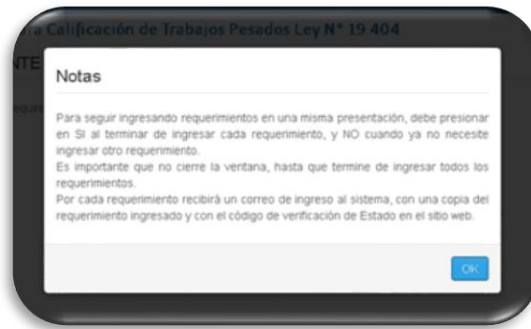 ra Calificación de Trabajos Pesados Ley N° 19 404
NTE
Notas
Para seguir ingresando requerimientos en una misma presentación, debe presionar
en SI al terminar de ingresar cada requerimiento, y NO cuando ya no necesite
ingresar otro requerimiento.
Es importante que no cierre la ventana, hasta que termine de ingresar todos los
requerimientos.
Por cada requerimiento recibirá un correo de ingreso al sistema, con una copia del
requerimiento ingresado y con el código de verificación de Estado en el sitio web.
OK